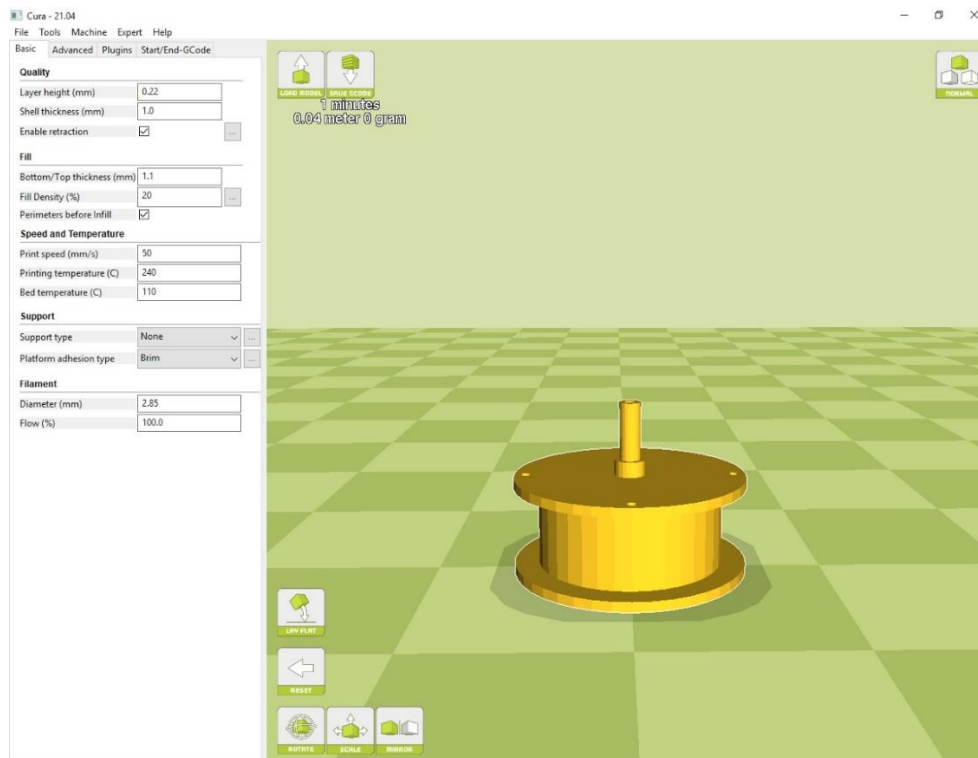 Cura - 21.04
File Tools Machine Expert Help
Basic Advanced Plugins Start/End-GCode
Quality
Layer height (mm) 0.22
Shell thickness (mm) 1.0
Enable retraction ...
Fill
Bottom/Top thickness (mm) 1.1
Fill Density (%) 20 ...
Perimeters before Infill
Speed and Temperature
Print speed (mm/s) 50
Printing temperature (C) 240
Bed temperature (C) 110
Support
Support type None ...
Platform adhesion type Brim ...
Filament
Diameter (mm) 2.85
Flow (%) 100.0
LOAD MODEL SAVE GCODE
1 minutes
0.04 meter 0 gram
NORMAL
LAY FLAT
RESET
ROTATE SCALE MIRROR